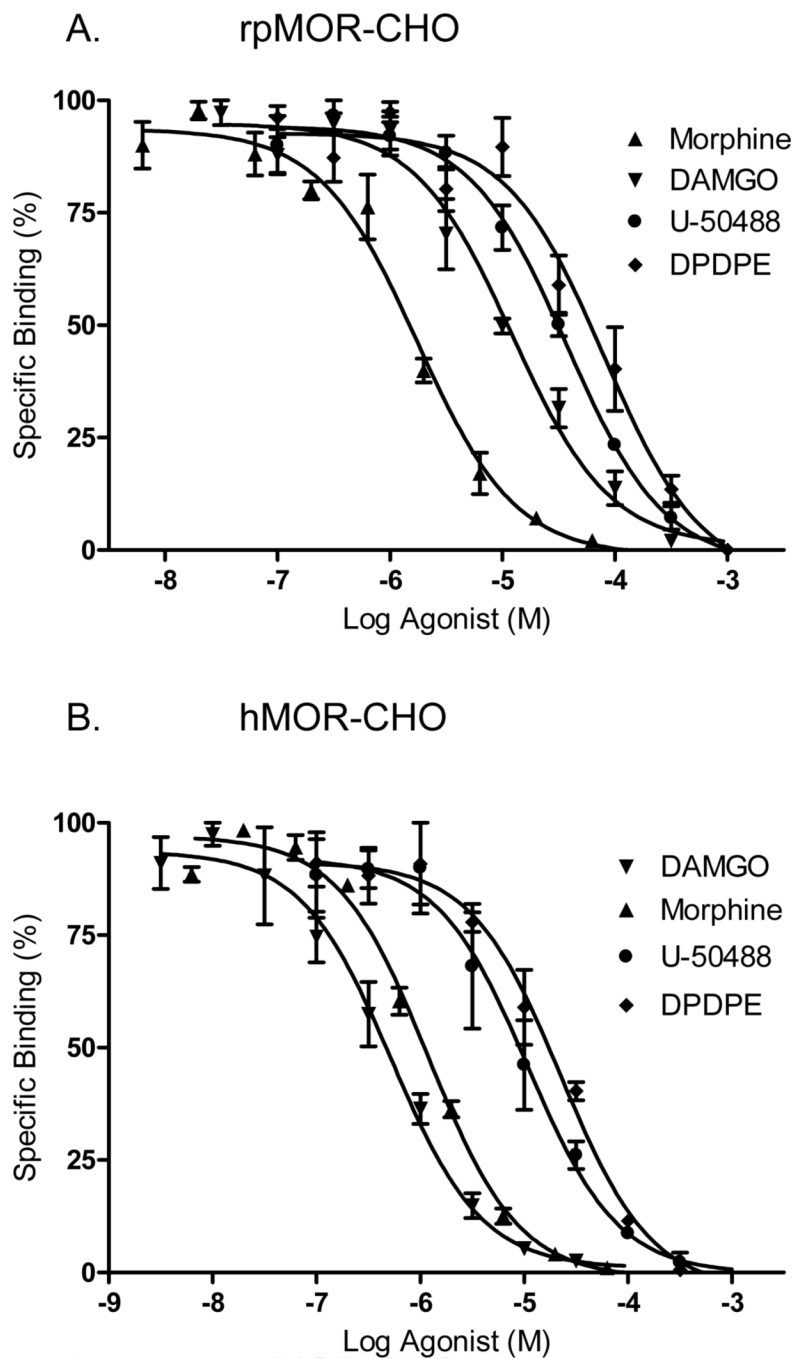 A. rpMOR-CHO
100
75
50
25
0
Specific Binding (%)
Morphine
DAMGO
U-50488
DPDPE
-8 -7 -6 -5 -4 -3
Log Agonist (M)
B. hMOR-CHO
100
75
50
25
0
Specific Binding (%)
DAMGO
Morphine
U-50488
DPDPE
-9 -8 -7 -6 -5 -4 -3
Log Agonist (M)